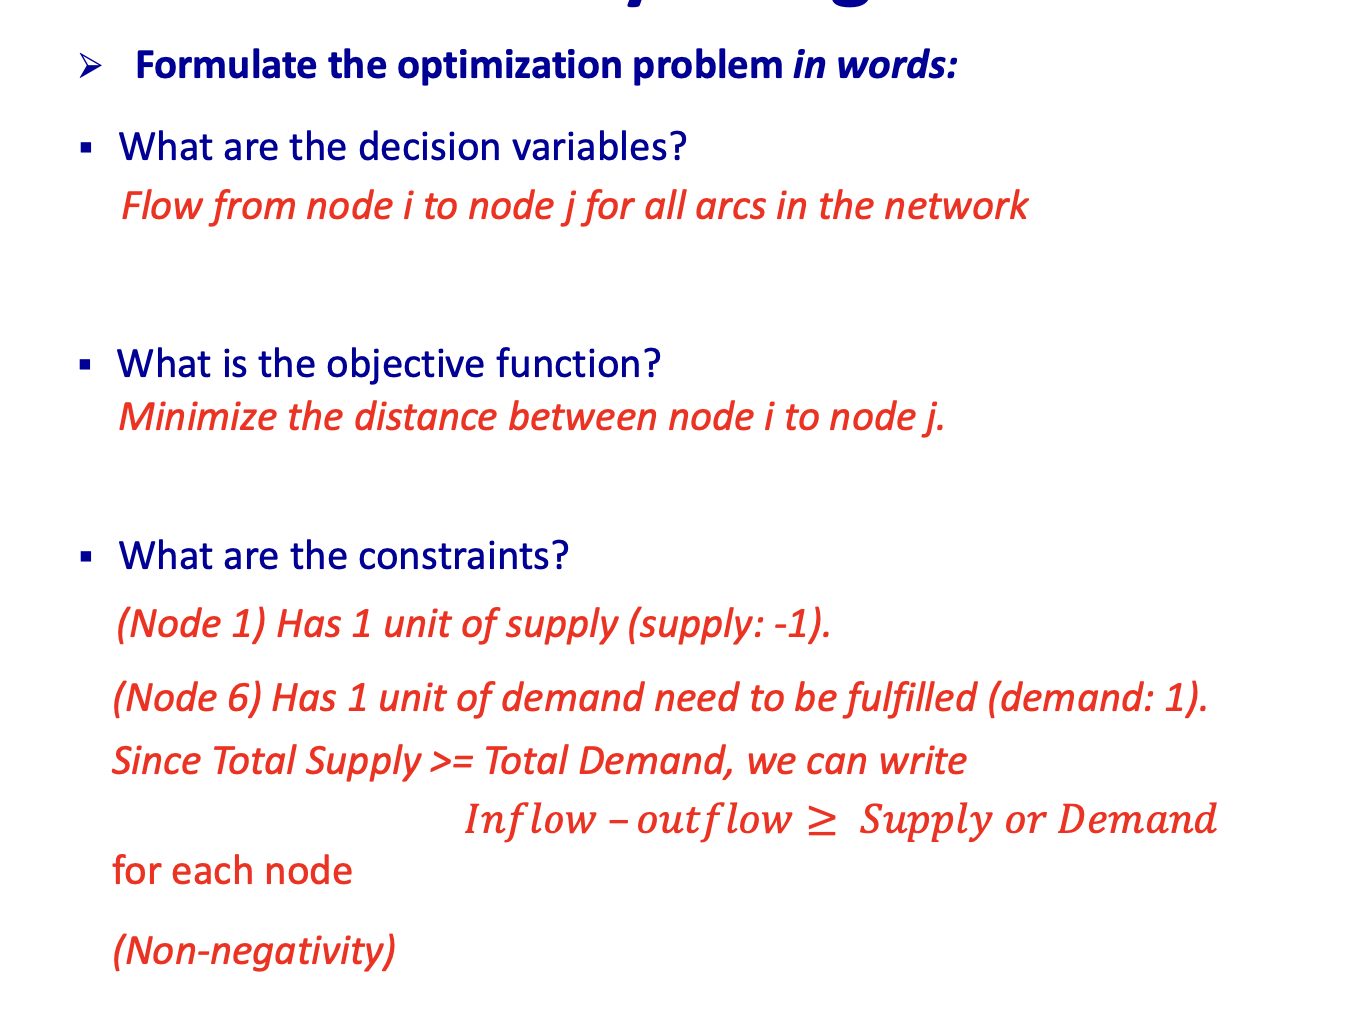 ➢ Formulate the optimization problem in words:
▪ What are the decision variables?
Flow from node i to node j for all arcs in the network
▪ What is the objective function?
Minimize the distance between node i to node j.
▪ What are the constraints?
(Node 1) Has 1 unit of supply (supply: -1).
(Node 6) Has 1 unit of demand need to be fulfilled (demand: 1).
Since Total Supply >= Total Demand, we can write
Inflow – outflow ≥ Supply or Demand
for each node
(Non-negativity)